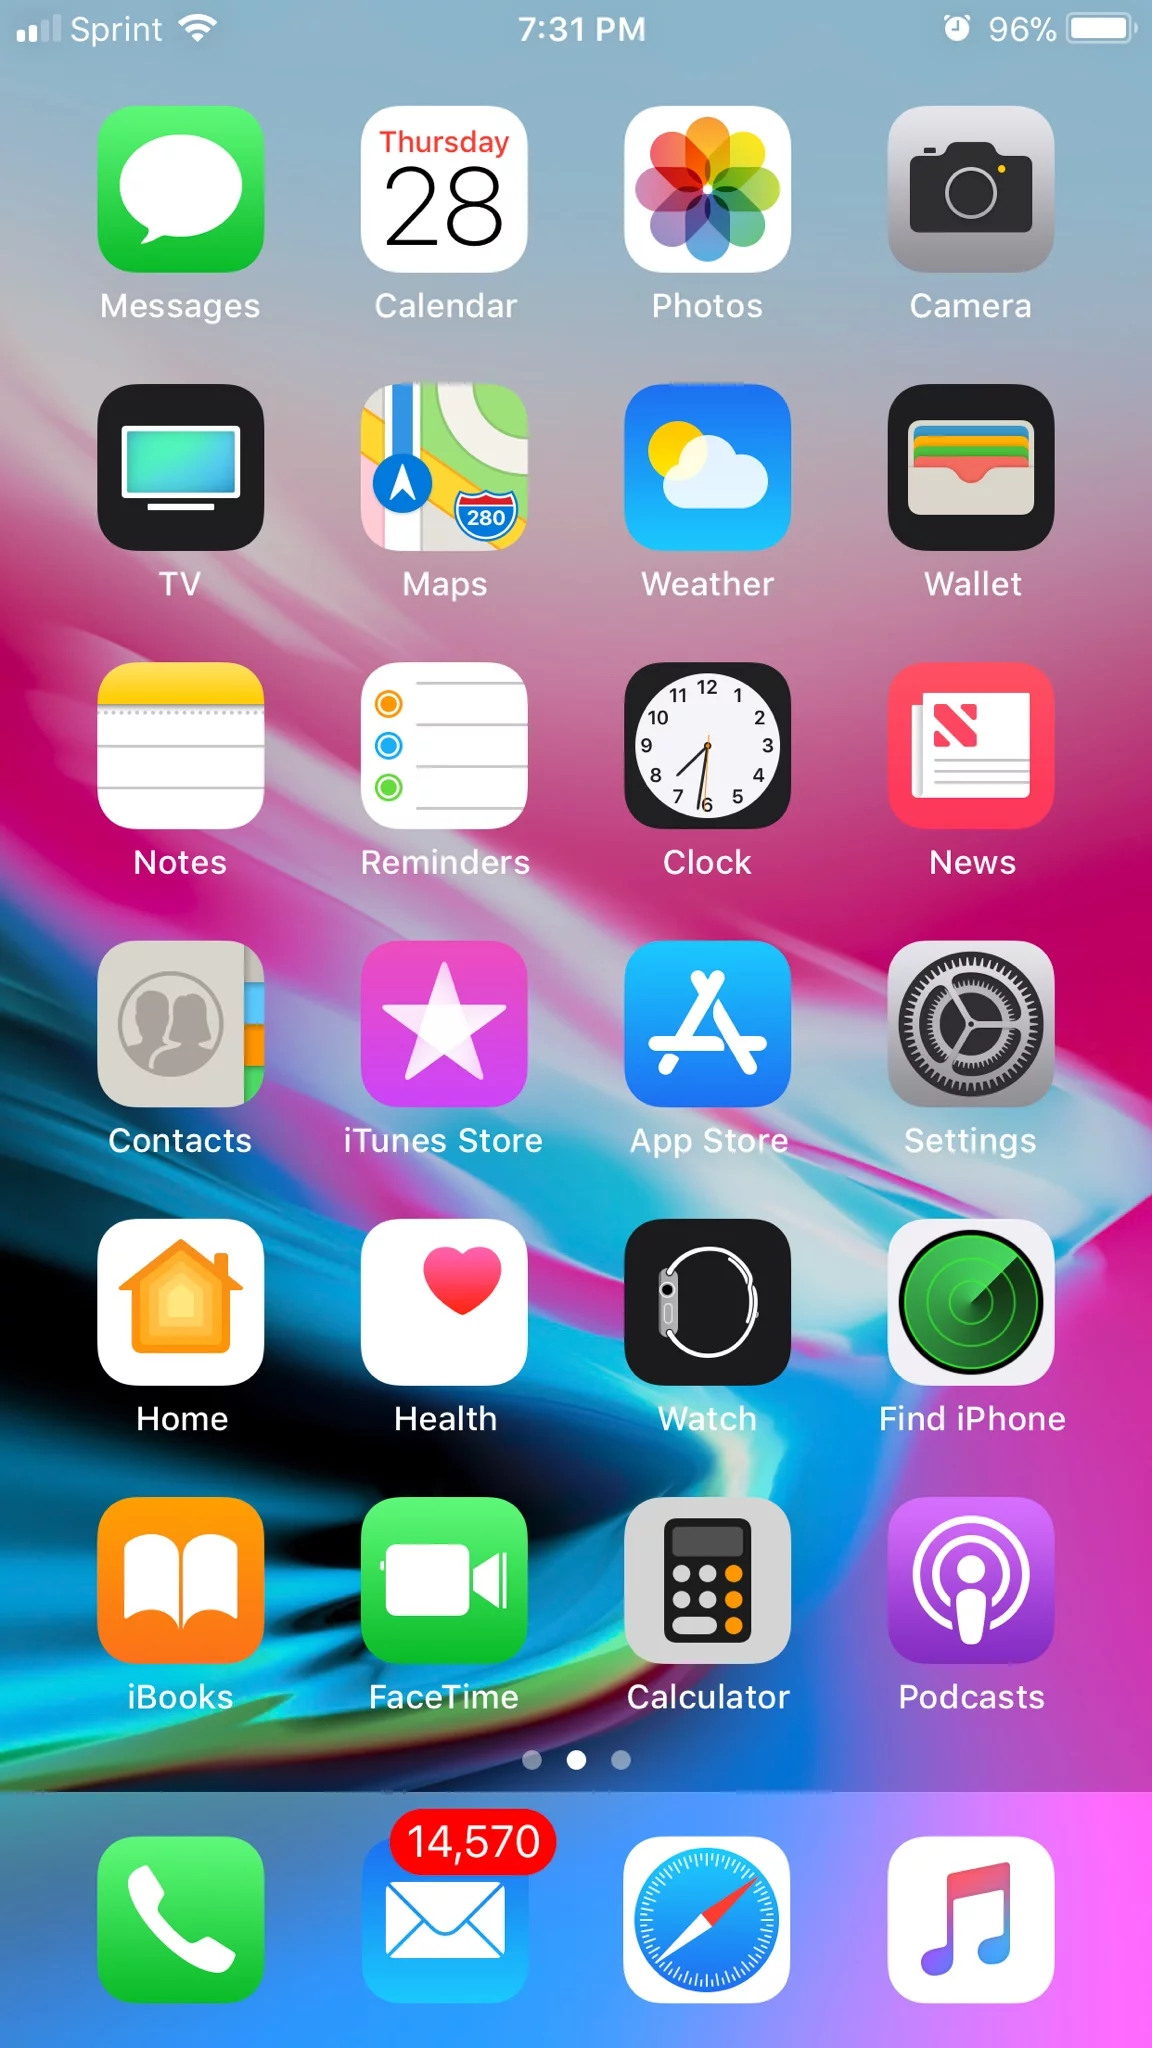 Sprint 7:31 PM 96%
Thursday
28
Messages Calendar Photos Camera
280
TV Maps Weather Wallet
12
11 1
10 2
9 3
8 4
7 5
6
Notes Reminders Clock News
Contacts iTunes Store App Store Settings
Home Health Watch Find iPhone
iBooks FaceTime Calculator Podcasts
14,570